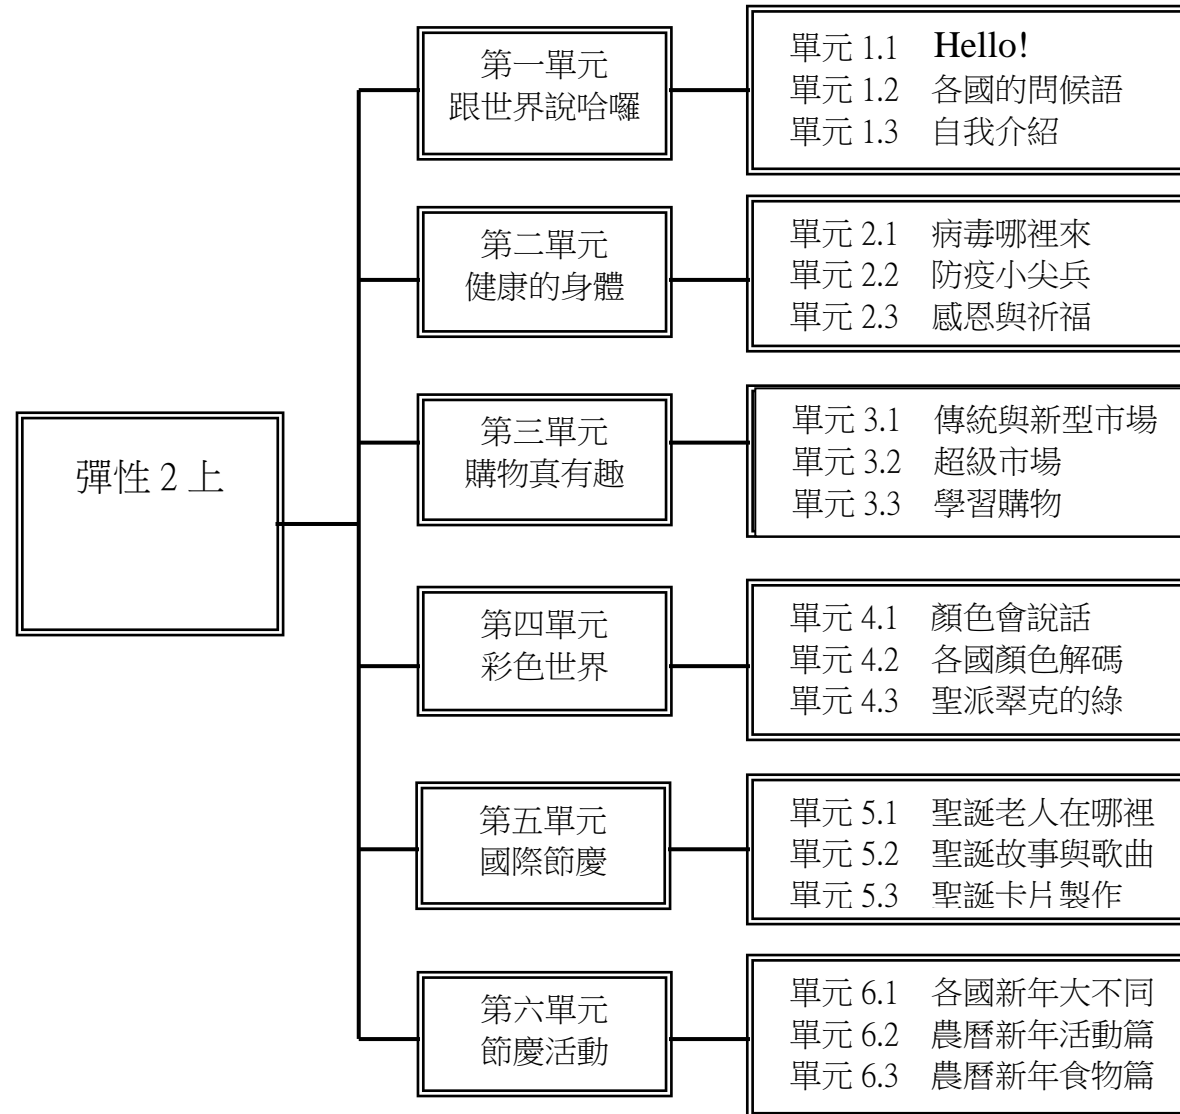 彈性 2 上
第一單元
跟世界說哈囉
單元 1.1 Hello!
單元 1.2 各國的問候語
單元 1.3 自我介紹
第二單元
健康的身體
單元 2.1 病毒哪裡來
單元 2.2 防疫小尖兵
單元 2.3 感恩與祈福
第三單元
購物真有趣
單元 3.1 傳統與新型市場
單元 3.2 超級市場
單元 3.3 學習購物
第四單元
彩色世界
單元 4.1 顏色會說話
單元 4.2 各國顏色解碼
單元 4.3 聖派翠克的綠
第五單元
國際節慶
單元 5.1 聖誕老人在哪裡
單元 5.2 聖誕故事與歌曲
單元 5.3 聖誕卡片製作
第六單元
節慶活動
單元 6.1 各國新年大不同
單元 6.2 農曆新年活動篇
單元 6.3 農曆新年食物篇